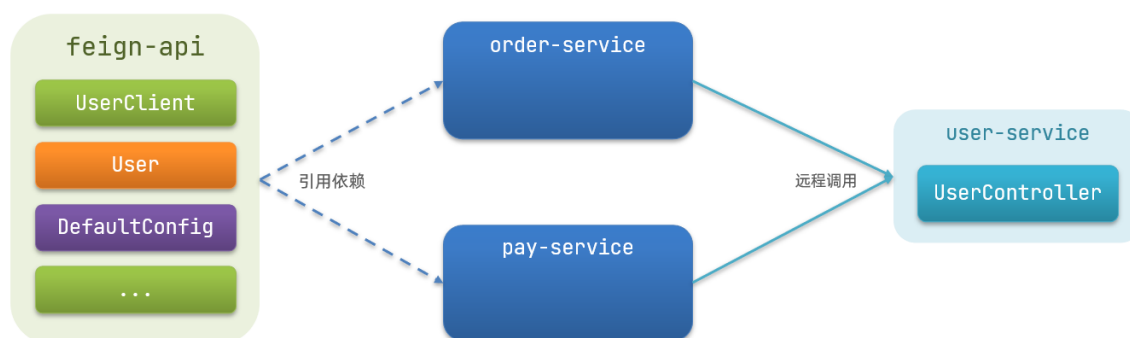 feign-api
UserClient
User
DefaultConfig
...
引用依赖
order-service
pay-service
远程调用
user-service
UserController